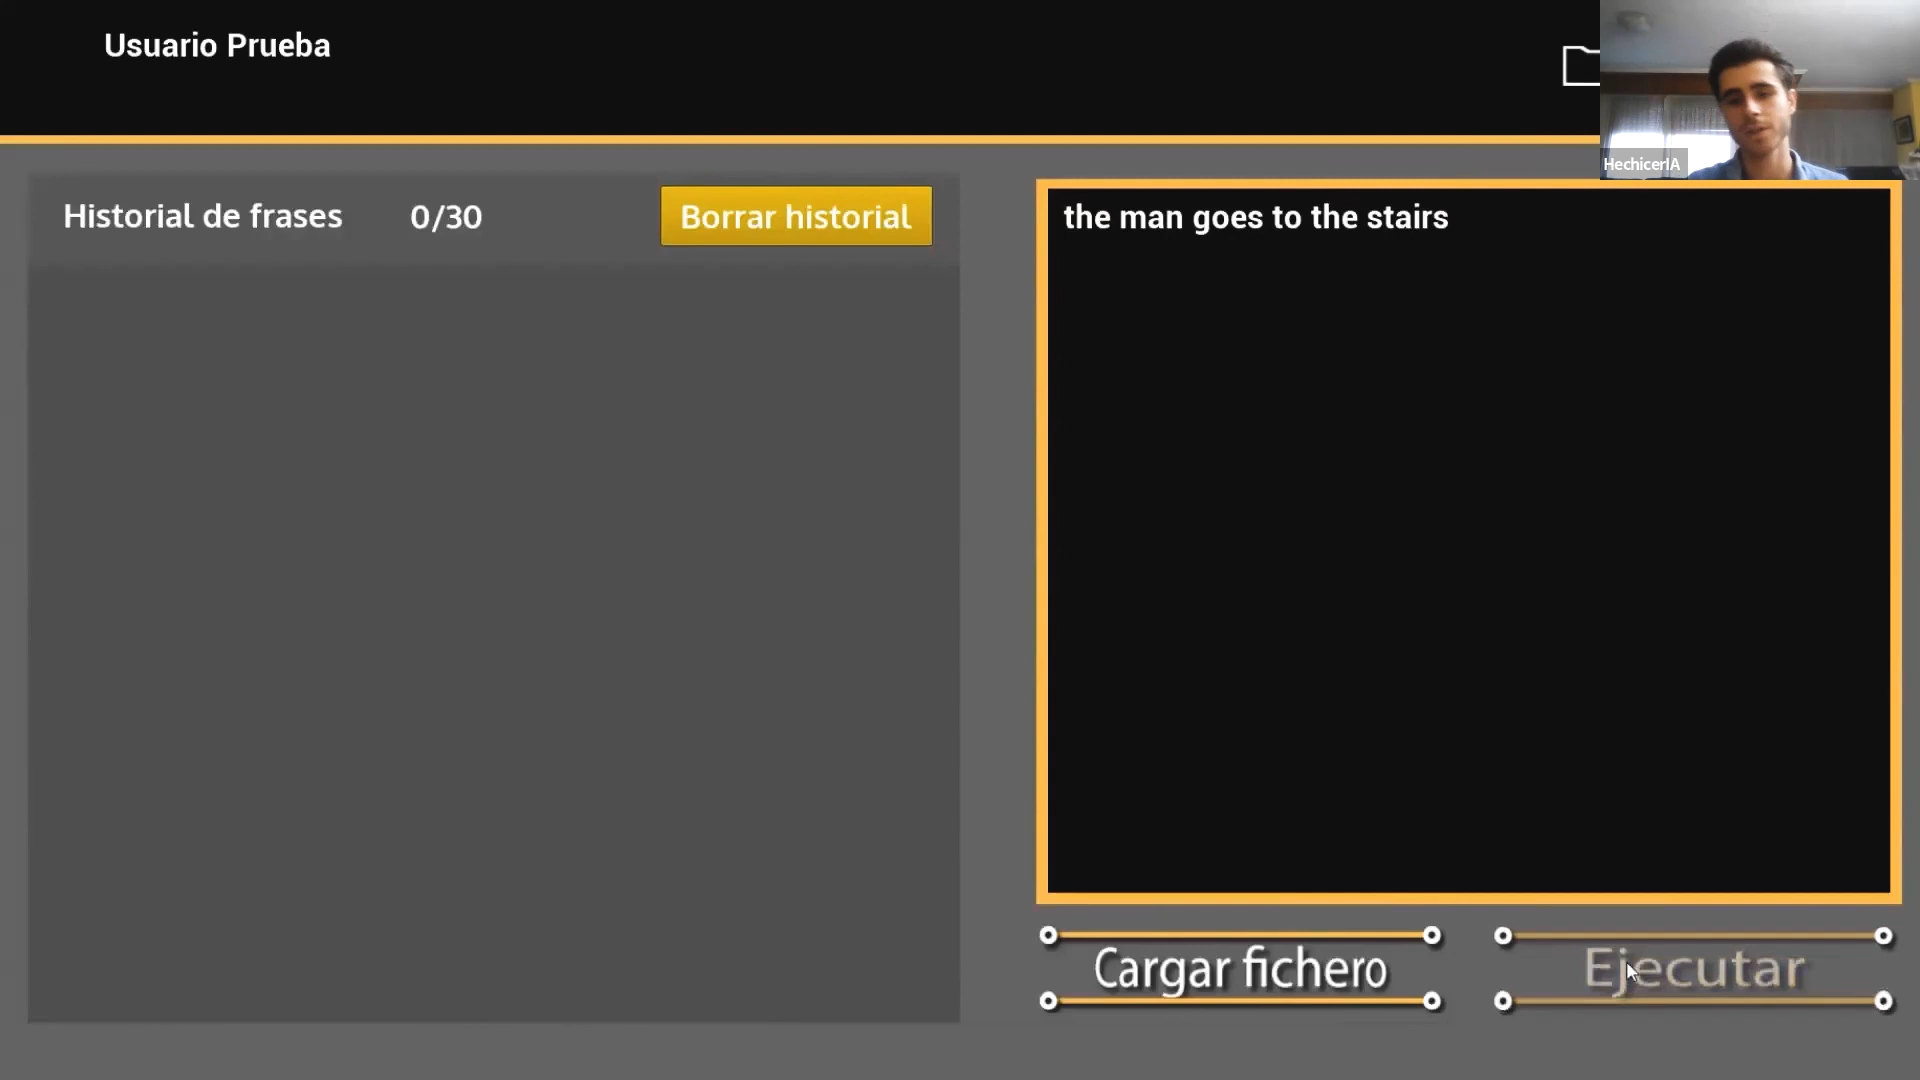 Usuario Prueba
HechicerIA
Historial de frases 0/30 Borrar historial
the man goes to the stairs
Cargar fichero Ejecutar